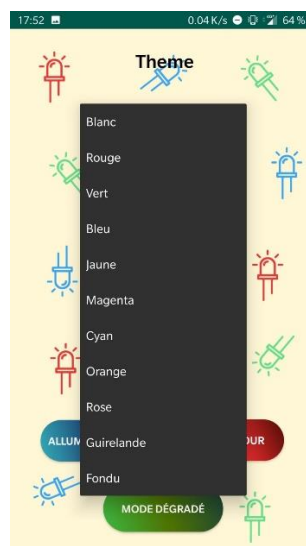 17:52 0.04 K/s 64 %
Theme
Blanc
Rouge
Vert
Bleu
Jaune
Magenta
Cyan
Orange
Rose
Guirelande
Fondu
ALLUM
OUR
MODE DÉGRADÉ